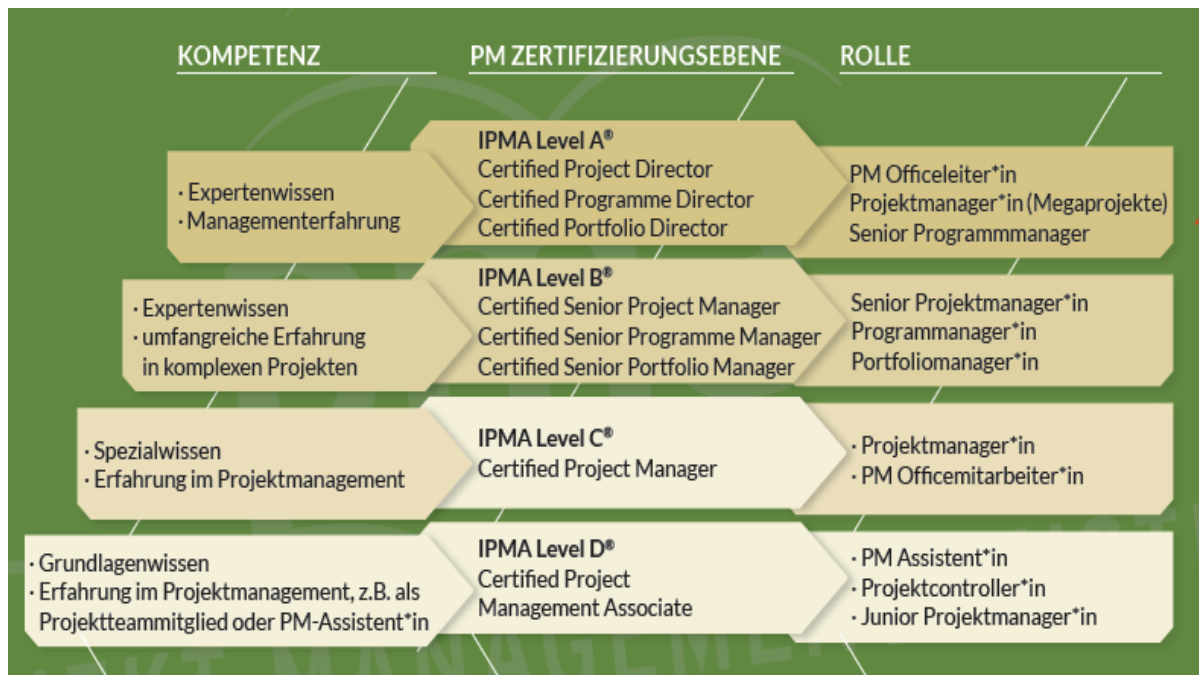 KOMPETENZ
PM ZERTIFIZIERUNGSEBENE
ROLLE
· Expertenwissen
· Managementerfahrung
IPMA Level A®
Certified Project Director
Certified Programme Director
Certified Portfolio Director
PM Officeleiter*in
Projektmanager*in (Megaprojekte)
Senior Programmmanager
· Expertenwissen
· umfangreiche Erfahrung
in komplexen Projekten
IPMA Level B®
Certified Senior Project Manager
Certified Senior Programme Manager
Certified Senior Portfolio Manager
Senior Projektmanager*in
Programmanager*in
Portfoliomanager*in
· Spezialwissen
· Erfahrung im Projektmanagement
IPMA Level C®
Certified Project Manager
· Projektmanager*in
· PM Officemitarbeiter*in
· Grundlagenwissen
· Erfahrung im Projektmanagement, z.B. als
Projektteammitglied oder PM-Assistent*in
IPMA Level D®
Certified Project
Management Associate
· PM Assistent*in
· Projektcontroller*in
· Junior Projektmanager*in